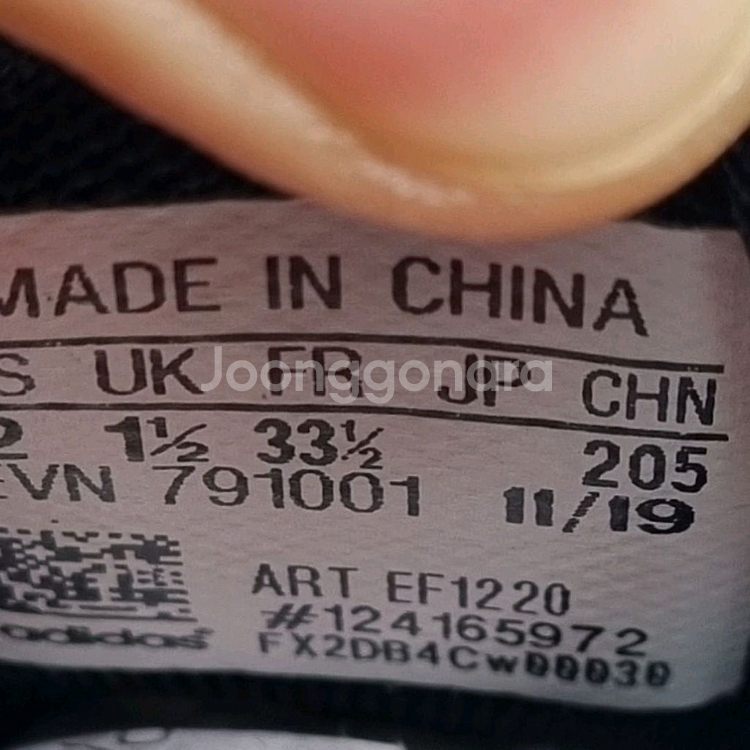 MADE IN CHINA
S UK FR JP CHN
2 1½ 33½ 205
EVN 791001 11/19
ART EF1220
#124165972
adidas FX2DB4CW00030
Joonggonara